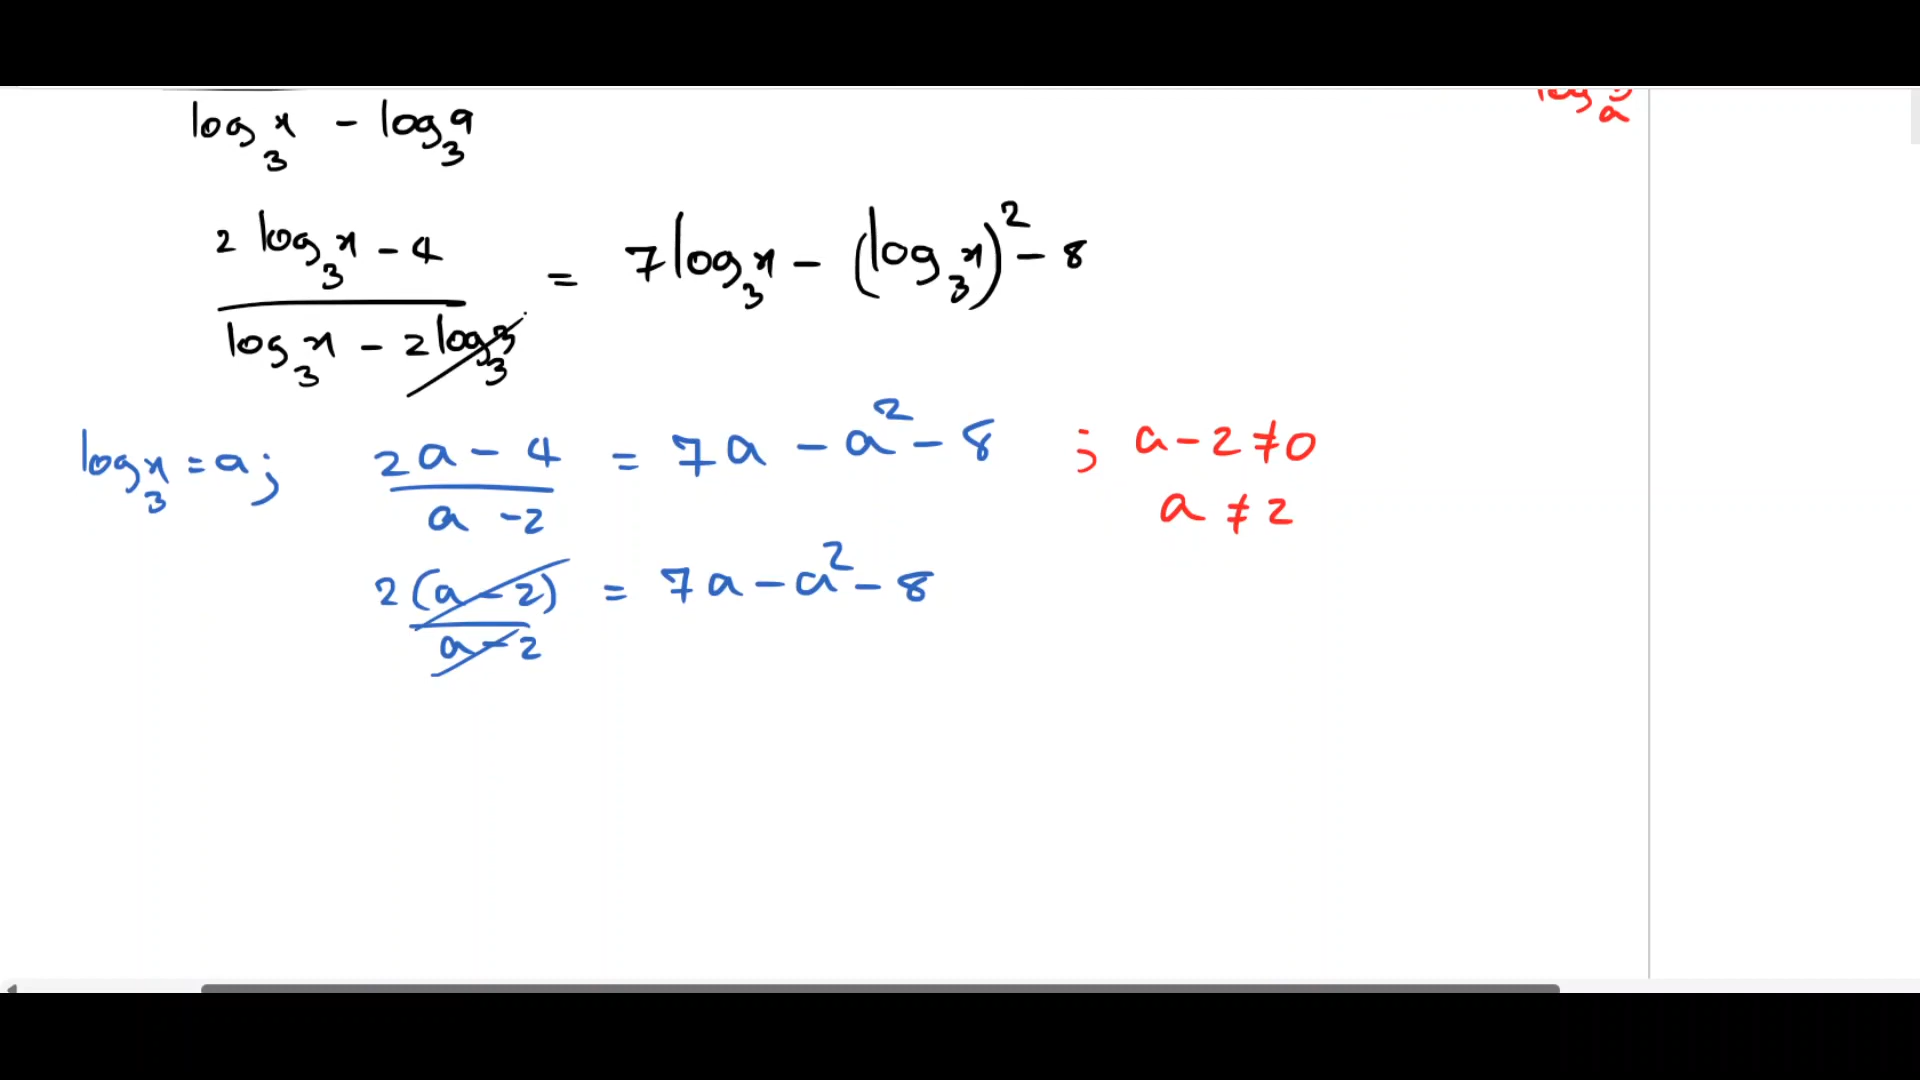 log₃x - log₃9
log a
(2 log₃x - 4)/(log₃x - 2 log₃3) = 7 log₃x - (log₃x)² - 8
log₃x = a; (2a - 4)/(a - 2) = 7a - a² - 8 ; a - 2 ≠ 0
a ≠ 2
2(a - 2)/(a - 2) = 7a - a² - 8